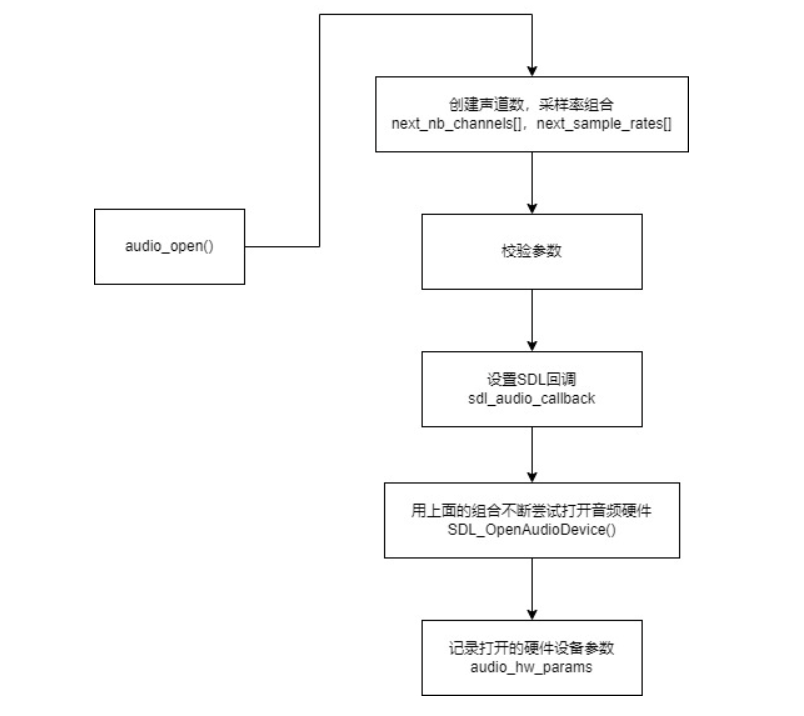 创建声道数，采样率组合
next_nb_channels[]，next_sample_rates[]
audio_open()
校验参数
设置SDL回调
sdl_audio_callback
用上面的组合不断尝试打开音频硬件
SDL_OpenAudioDevice()
记录打开的硬件设备参数
audio_hw_params